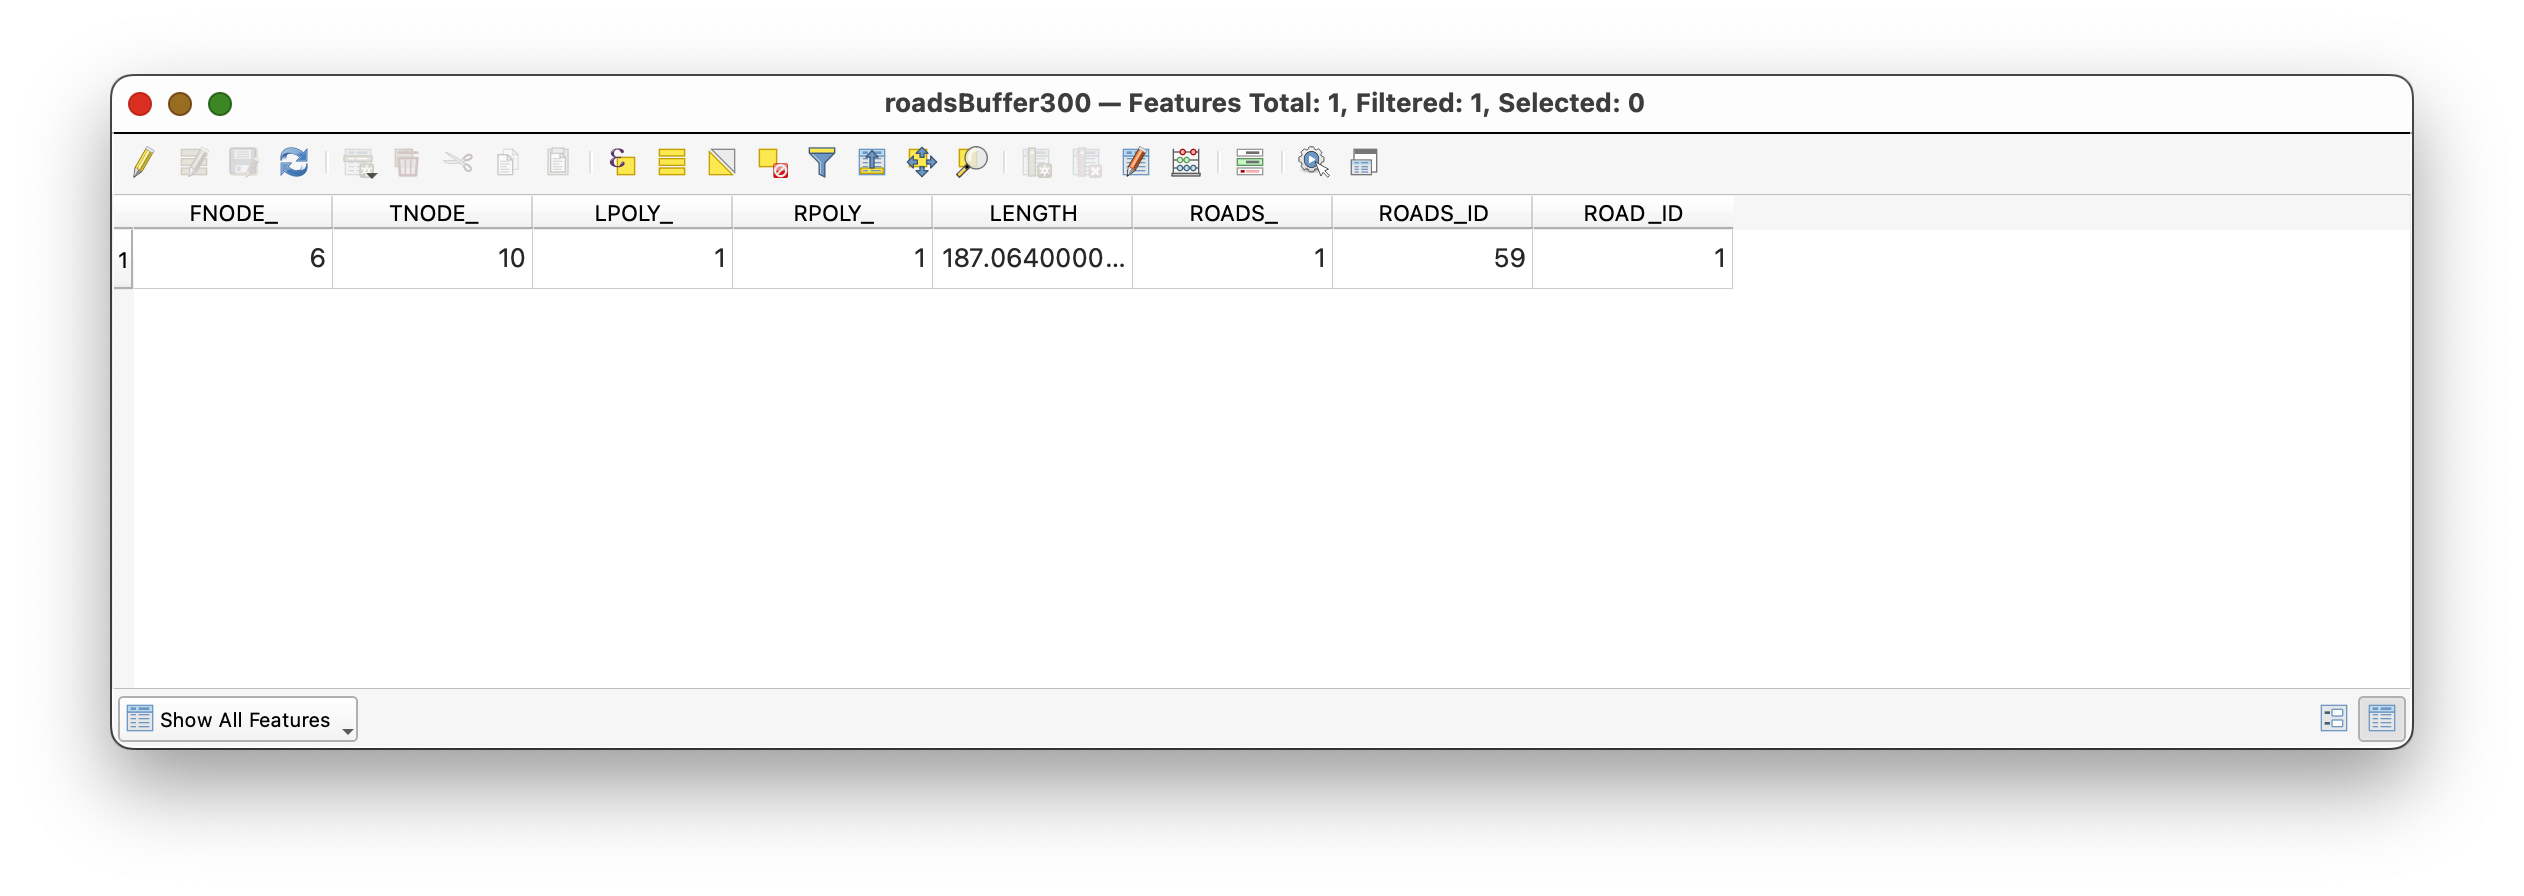 roadsBuffer300 — Features Total: 1, Filtered: 1, Selected: 0
FNODE_ TNODE_ LPOLY_ RPOLY_ LENGTH ROADS_ ROADS_ID ROAD_ID
1 6 10 1 1 187.0640000... 1 59 1
Show All Features